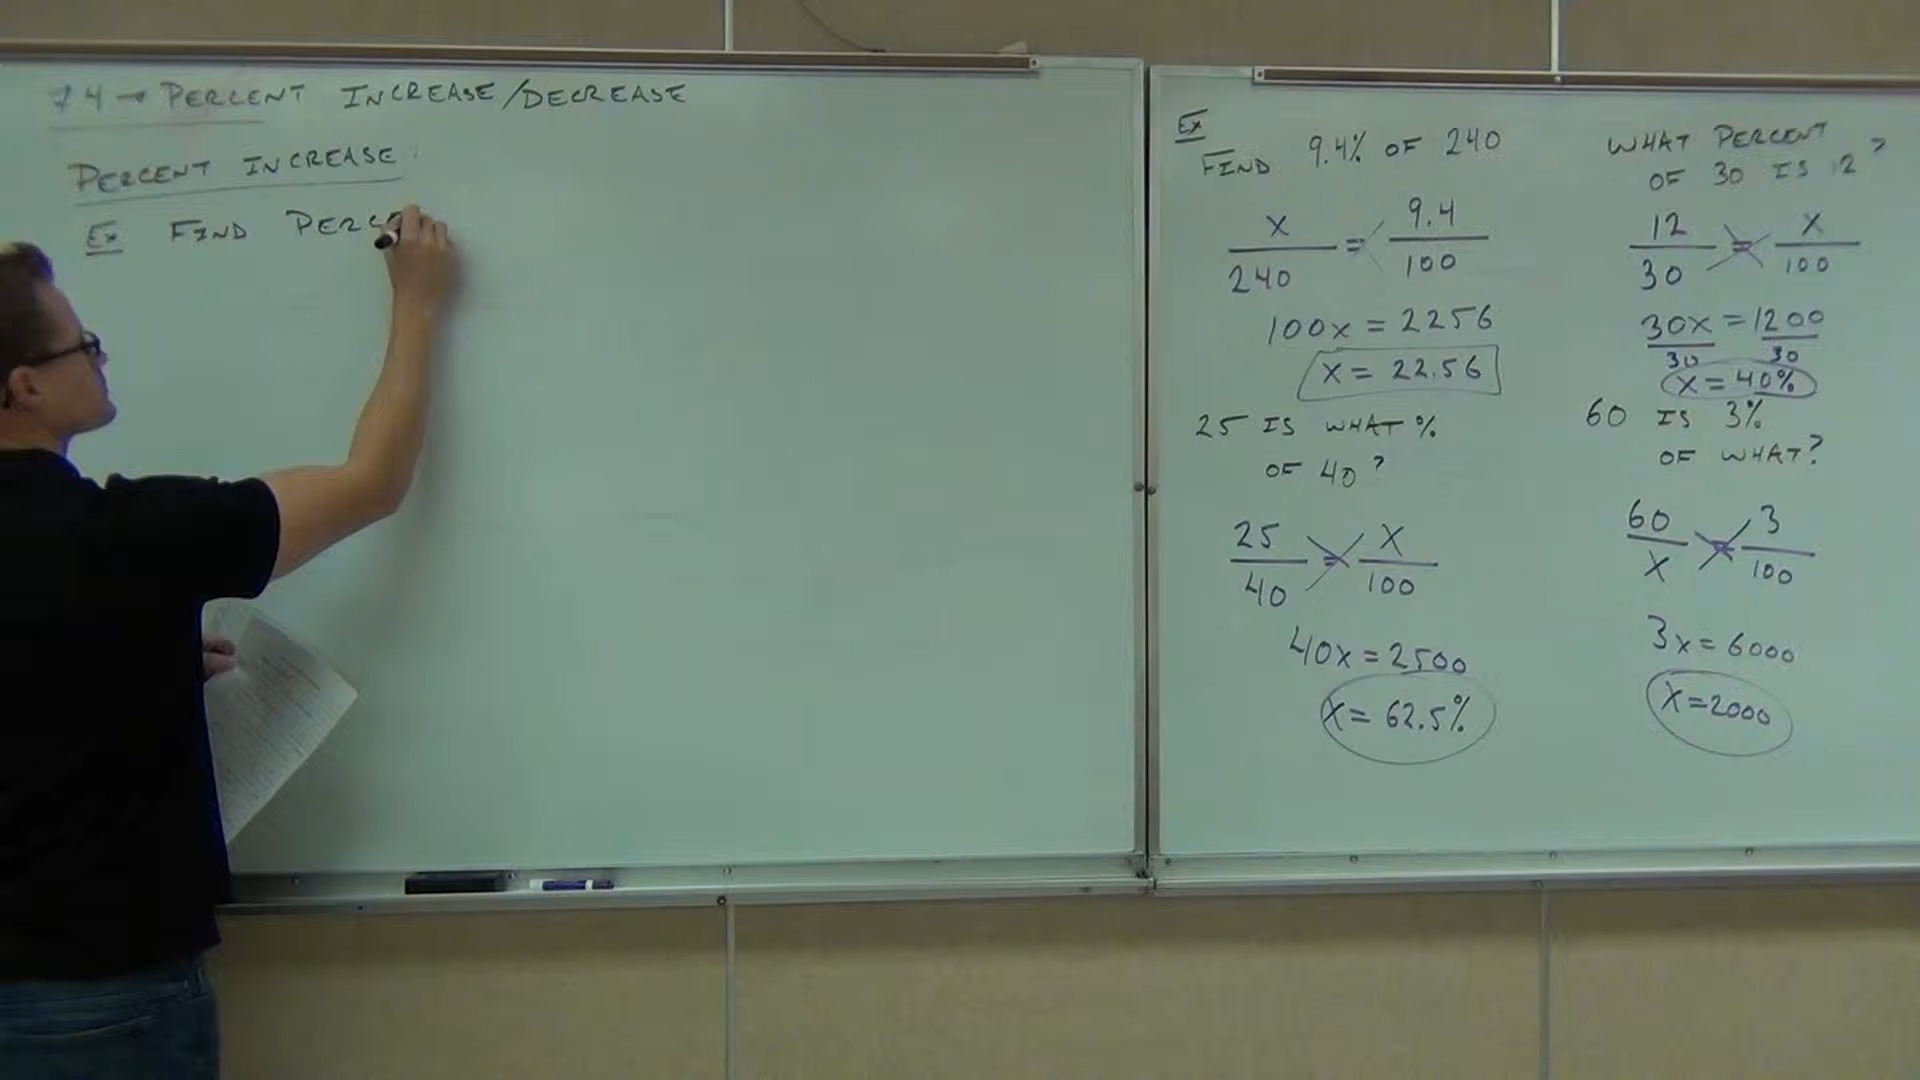 7.4 → PERCENT INCREASE/DECREASE
PERCENT INCREASE:
Ex FIND PERCE
Ex
FIND 9.4% OF 240
x/240 = 9.4/100
100x = 2256
x = 22.56
25 IS WHAT %
OF 40?
25/40 = x/100
40x = 2500
x = 62.5%
WHAT PERCENT
OF 30 IS 12?
12/30 = x/100
30x/30 = 1200/30
x = 40%
60 IS 3%
OF WHAT?
60/x = 3/100
3x = 6000
x = 2000